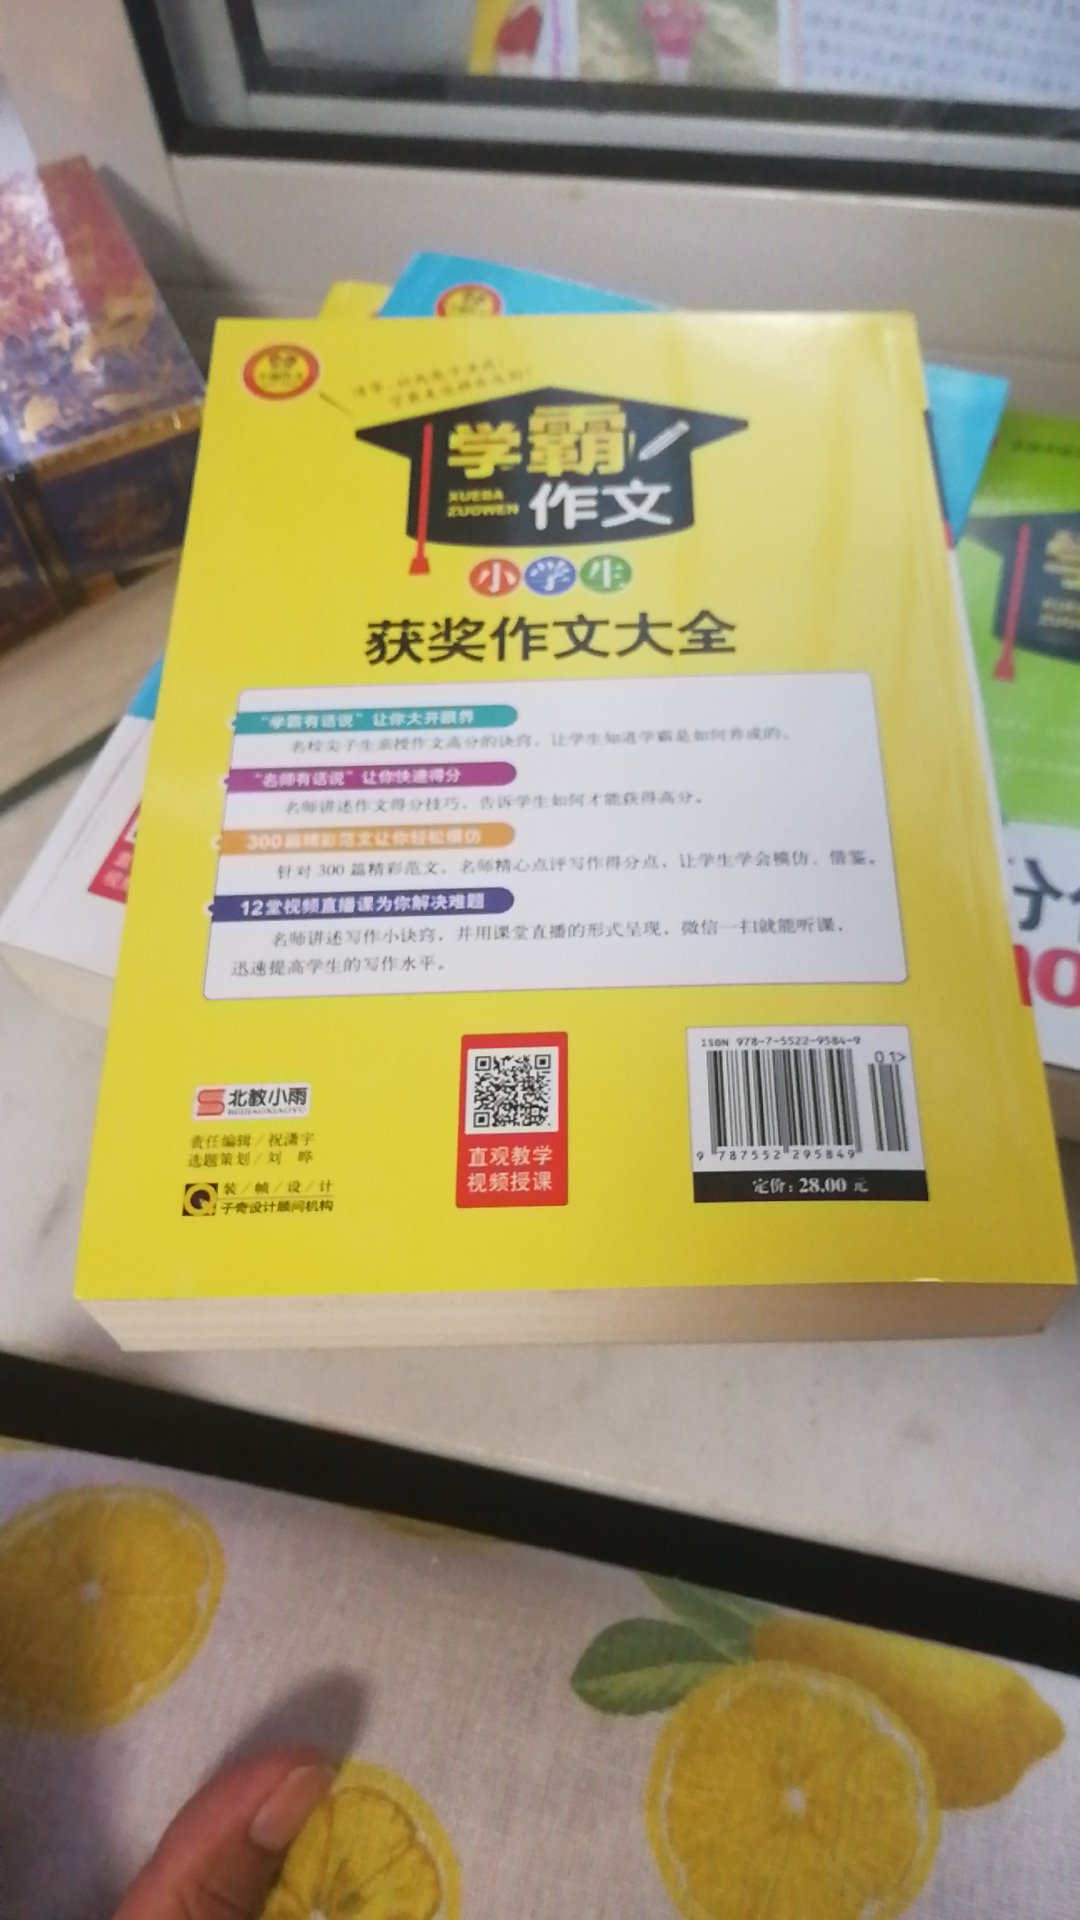 学霸
XUEBA
ZUOWEN
作文
小学生
获奖作文大全
“学霸有话说”让你大开眼界
名校尖子生亲授作文高分的诀窍，让学生知道学霸是如何养成的。
“名师有话说”让你快速得分
名师讲述作文得分技巧，告诉学生如何才能获得高分。
300篇精彩范文让你轻松模仿
针对300篇精彩范文，名师精心点评写作得分点，让学生学会模仿、借鉴。
12堂视频直播课为你解决难题
名师讲述写作小诀窍，并用课堂直播的形式呈现，微信一扫就能听课，
迅速提高学生的写作水平。
北教小雨
BEIJIAOXIAOYU
责任编辑／祝潇宇
选题策划／刘　晔
装／帧／设／计
子奇设计顾问机构
直观教学
视频授课
ISBN 978-7-5522-9584-9
01>
9 787552 295849
定价：28.00 元